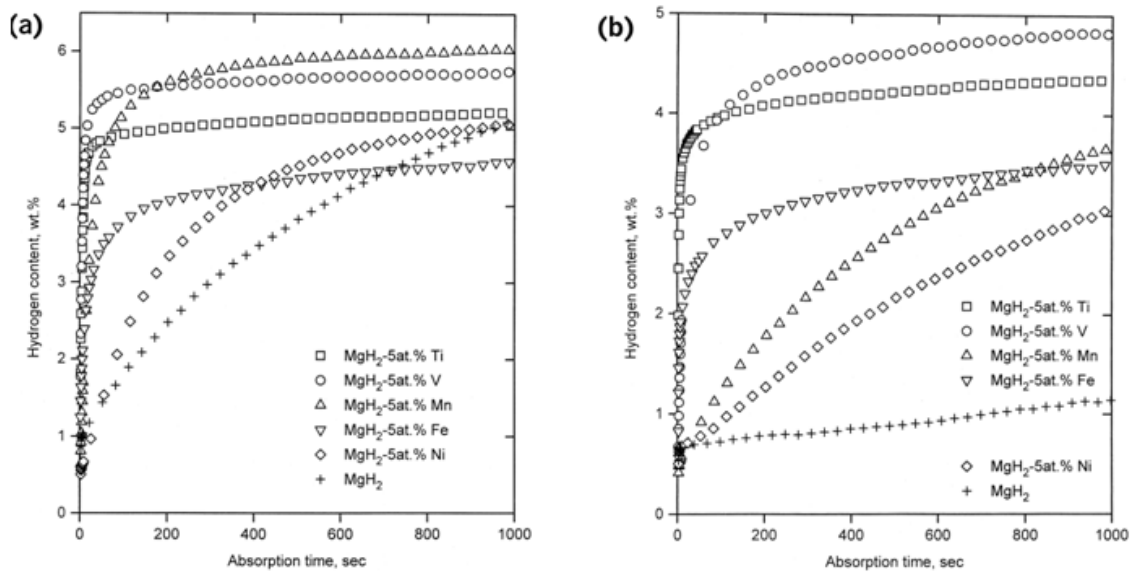 (a)
Hydrogen content, wt.%
6
5
4
3
2
1
0
MgH2-5at.% Ti
MgH2-5at.% V
MgH2-5at.% Mn
MgH2-5at.% Fe
MgH2-5at.% Ni
MgH2
0 200 400 600 800 1000
Absorption time, sec
(b)
Hydrogen content, wt.%
5
4
3
2
1
0
MgH2-5at.% Ti
MgH2-5at.% V
MgH2-5at.% Mn
MgH2-5at.% Fe
MgH2-5at.% Ni
MgH2
0 200 400 600 800 1000
Absorption time, sec